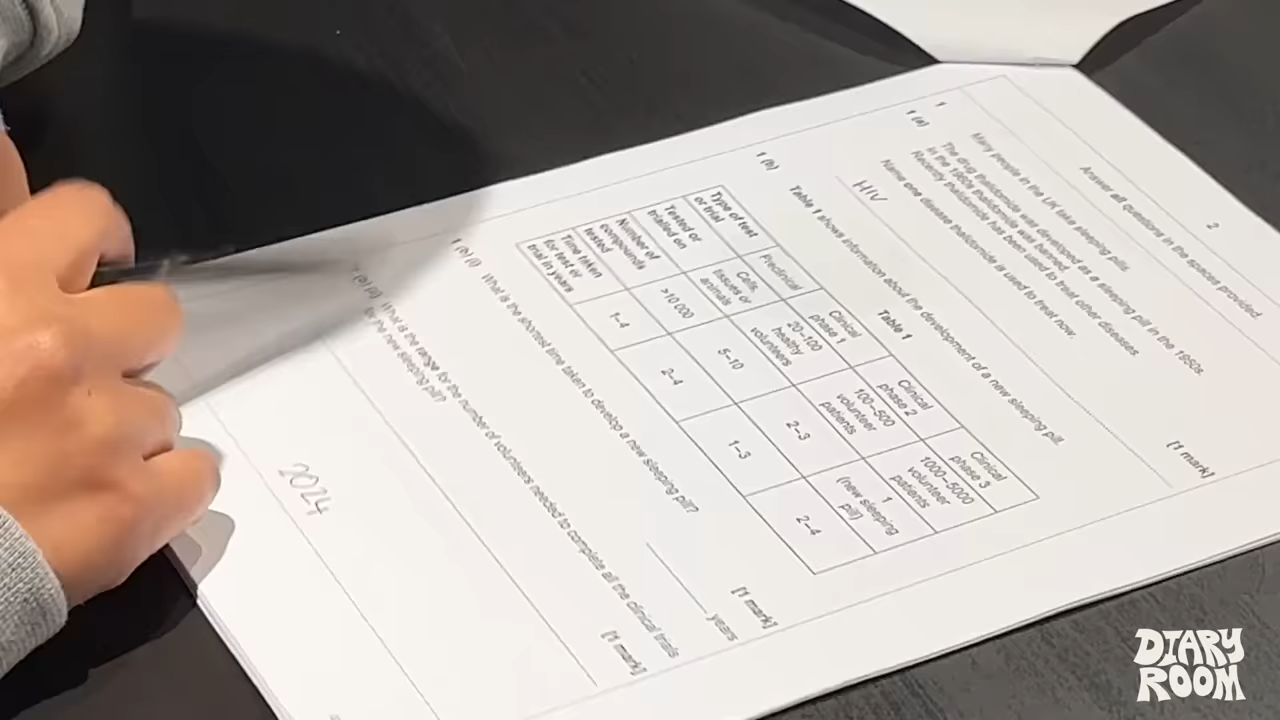 2
Answer all questions in the spaces provided.
1
Many people in the UK take sleeping pills.
1 (a)
The drug thalidomide was developed as a sleeping pill in the 1950s.
In the 1960s thalidomide was banned.
Recently thalidomide has been used to treat other diseases.
Name one disease thalidomide is used to treat now.
[1 mark]
HIV
1 (b)
Table 1 shows information about the development of a new sleeping pill.
Table 1
Type of test or trial
Preclinical
Clinical phase 1
Clinical phase 2
Clinical phase 3
Tested or trialled on
Cells, tissues or animals
20–100 healthy volunteers
100–500 volunteer patients
1000–5000 volunteer patients
Number of compounds tested
>10 000
5–10
2–3
1 (new sleeping pill)
Time taken for test or trial in years
1–4
2–4
1–3
2–4
1 (b) (i) What is the shortest time taken to develop a new sleeping pill?
[1 mark]
years
(b) (ii) What is the range for the number of volunteers needed to complete all the clinical trials
for the new sleeping pill?
[1 mark]
2024
DIARY
ROOM